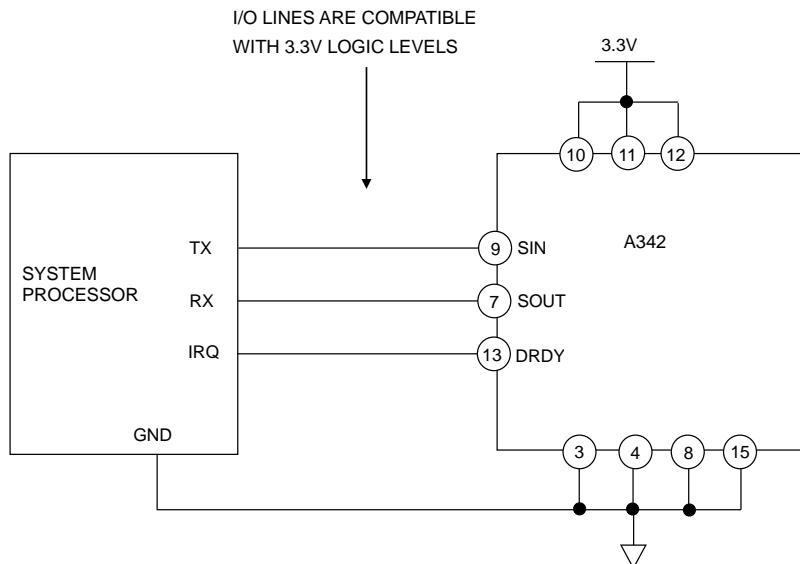 I/O LINES ARE COMPATIBLE
WITH 3.3V LOGIC LEVELS
3.3V
10
11
12
A342
SYSTEM
PROCESSOR
TX
9
SIN
RX
7
SOUT
IRQ
13
DRDY
GND
3
4
8
15